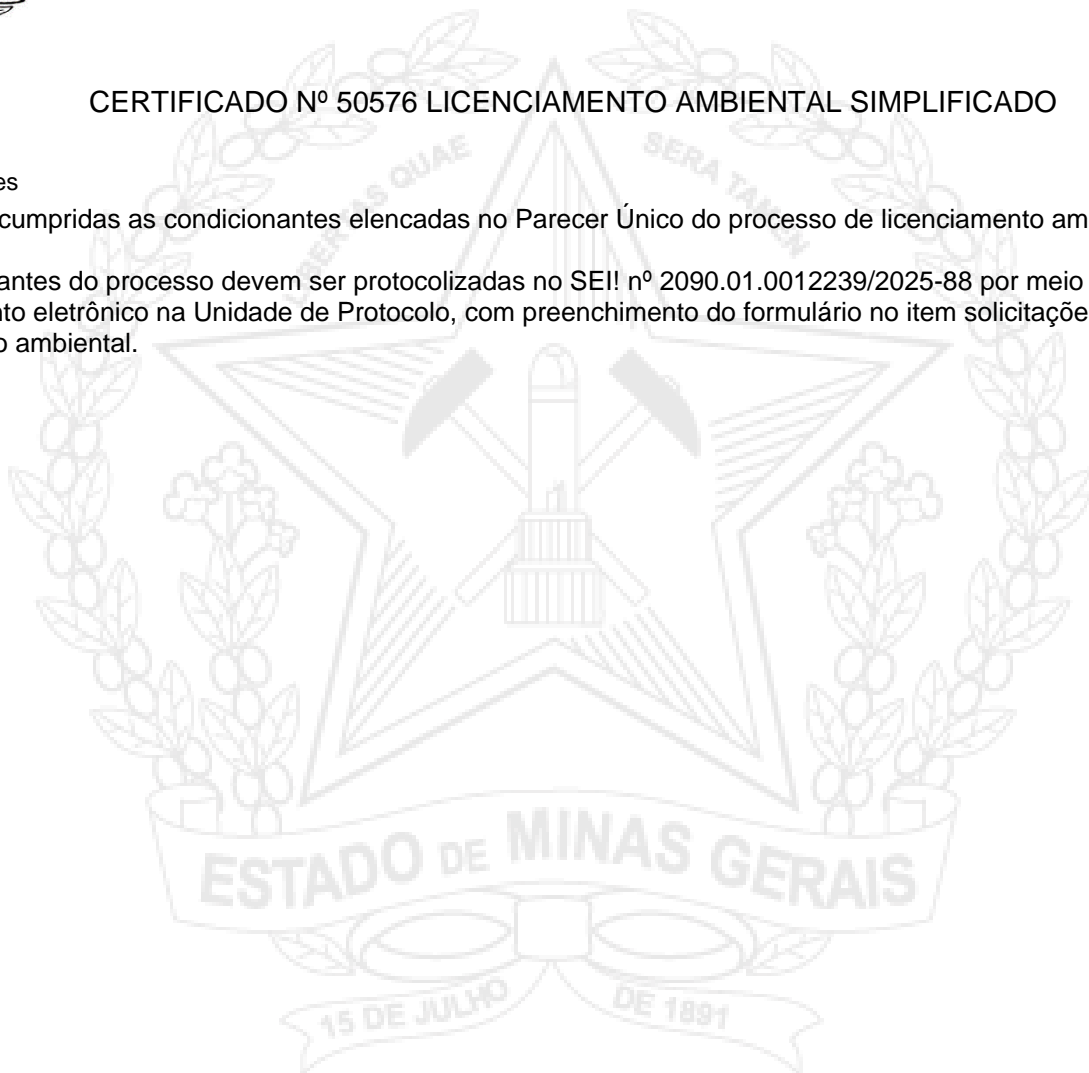 CERTIFICADO Nº 50576 LICENCIAMENTO AMBIENTAL SIMPLIFICADO
LIBERTAS QUAE SERA TAMEN
es
cumpridas as condicionantes elencadas no Parecer Único do processo de licenciamento am
antes do processo devem ser protocolizadas no SEI! nº 2090.01.0012239/2025-88 por meio
nto eletrônico na Unidade de Protocolo, com preenchimento do formulário no item solicitaçõe
o ambiental.
ESTADO DE MINAS GERAIS
15 DE JULHO DE 1891